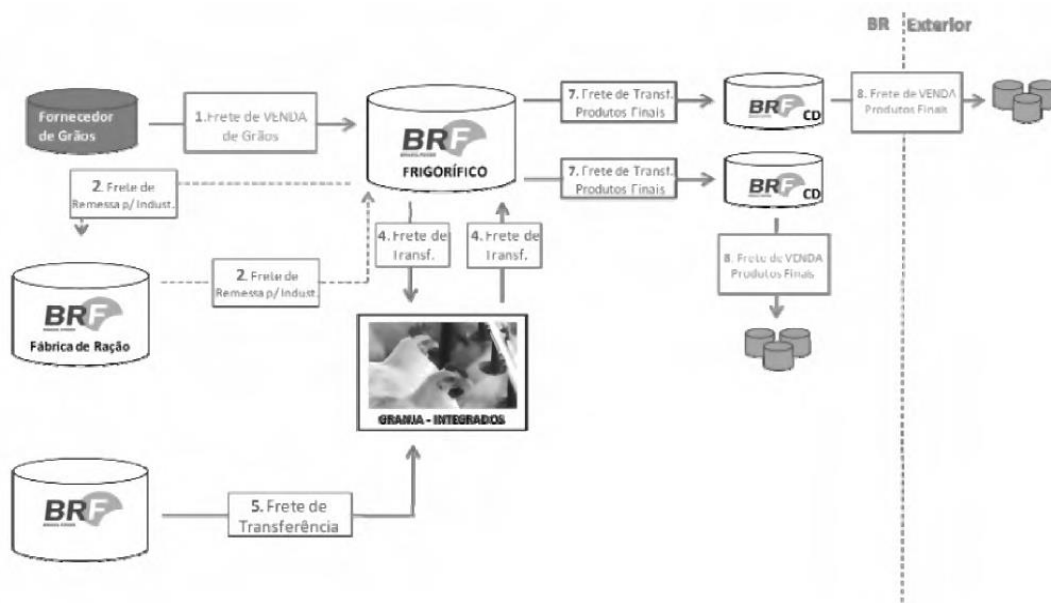 BR Exterior
Fornecedor
de Grãos
1.Frete de VENDA
de Grãos
BRF
FRIGORÍFICO
7. Frete de Transf.
Produtos Finais
BRF
CD
8. Frete de VENDA
Produtos Finais
7. Frete de Transf.
Produtos Finais
BRF
CD
2. Frete de
Remessa p/ Indust.
4. Frete de
Transf.
4. Frete de
Transf.
8. Frete de VENDA
Produtos Finais
2. Frete de
Remessa p/ Indust.
BRF
Fábrica de Ração
GRANJA - INTEGRADOS
BRF
5. Frete de
Transferência